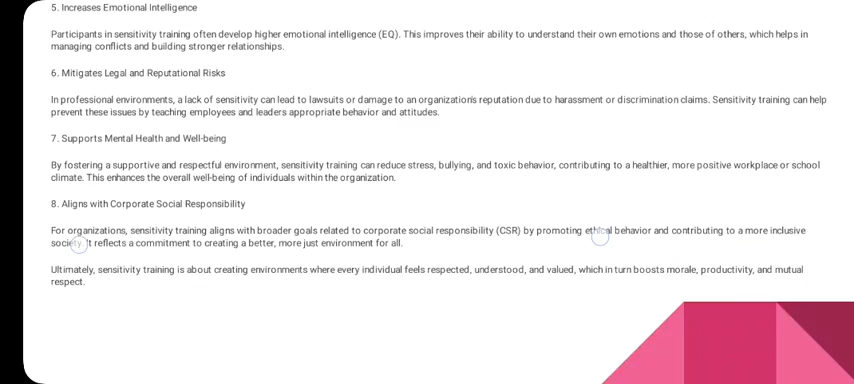 5. Increases Emotional Intelligence
Participants in sensitivity training often develop higher emotional intelligence (EQ). This improves their ability to understand their own emotions and those of others, which helps in
managing conflicts and building stronger relationships.
6. Mitigates Legal and Reputational Risks
In professional environments, a lack of sensitivity can lead to lawsuits or damage to an organization's reputation due to harassment or discrimination claims. Sensitivity training can help
prevent these issues by teaching employees and leaders appropriate behavior and attitudes.
7. Supports Mental Health and Well-being
By fostering a supportive and respectful environment, sensitivity training can reduce stress, bullying, and toxic behavior, contributing to a healthier, more positive workplace or school
climate. This enhances the overall well-being of individuals within the organization.
8. Aligns with Corporate Social Responsibility
For organizations, sensitivity training aligns with broader goals related to corporate social responsibility (CSR) by promoting ethical behavior and contributing to a more inclusive
society. It reflects a commitment to creating a better, more just environment for all.
Ultimately, sensitivity training is about creating environments where every individual feels respected, understood, and valued, which in turn boosts morale, productivity, and mutual
respect.